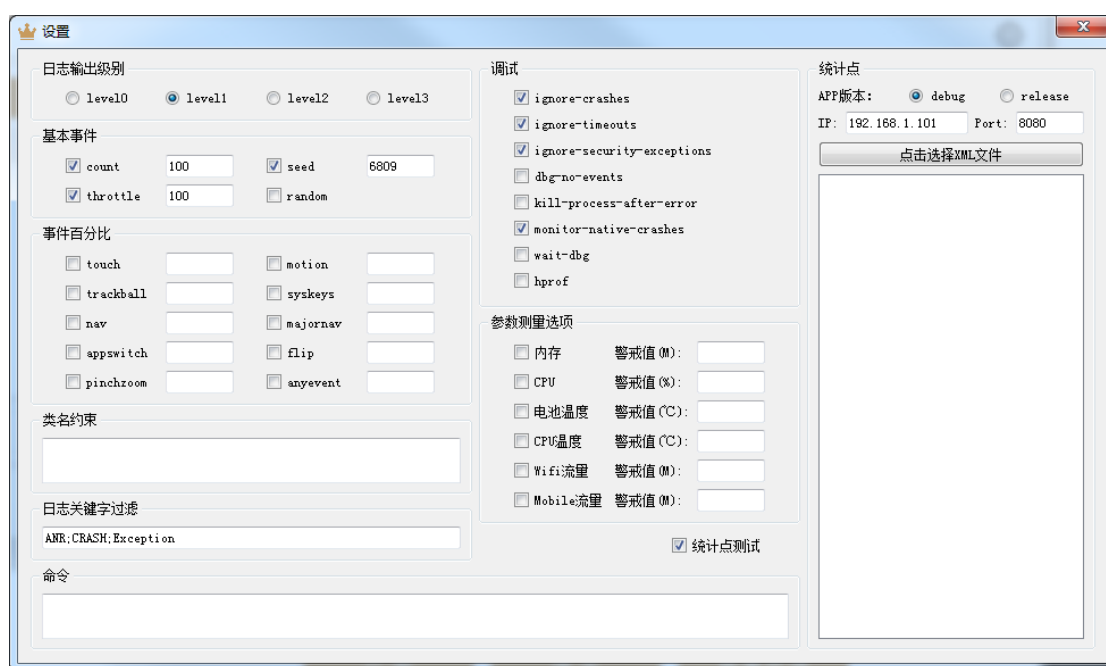 设置
日志输出级别
level0 level1 level2 level3
基本事件
count 100 seed 6809
throttle 100 random
事件百分比
touch motion
trackball syskeys
nav majornav
appswitch flip
pinchzoom anyevent
类名约束
日志关键字过滤
ANR;CRASH;Exception
命令
调试
ignore-crashes
ignore-timeouts
ignore-security-exceptions
dbg-no-events
kill-process-after-error
monitor-native-crashes
wait-dbg
hprof
参数测量选项
内存 警戒值(M):
CPU 警戒值(%):
电池温度 警戒值(℃):
CPU温度 警戒值(℃):
Wifi流量 警戒值(M):
Mobile流量 警戒值(M):
统计点测试
统计点
APP版本: debug release
IP: 192.168.1.101 Port: 8080
点击选择XML文件